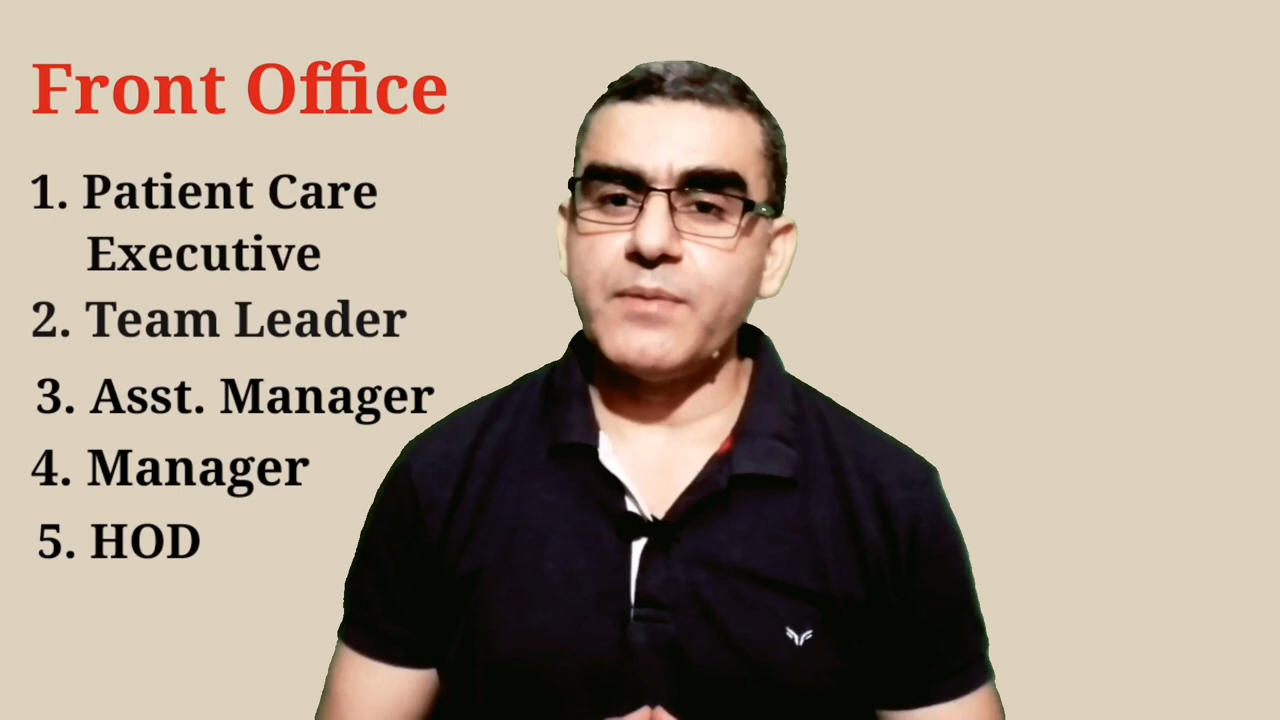 Front Office
1. Patient Care
Executive
2. Team Leader
3. Asst. Manager
4. Manager
5. HOD